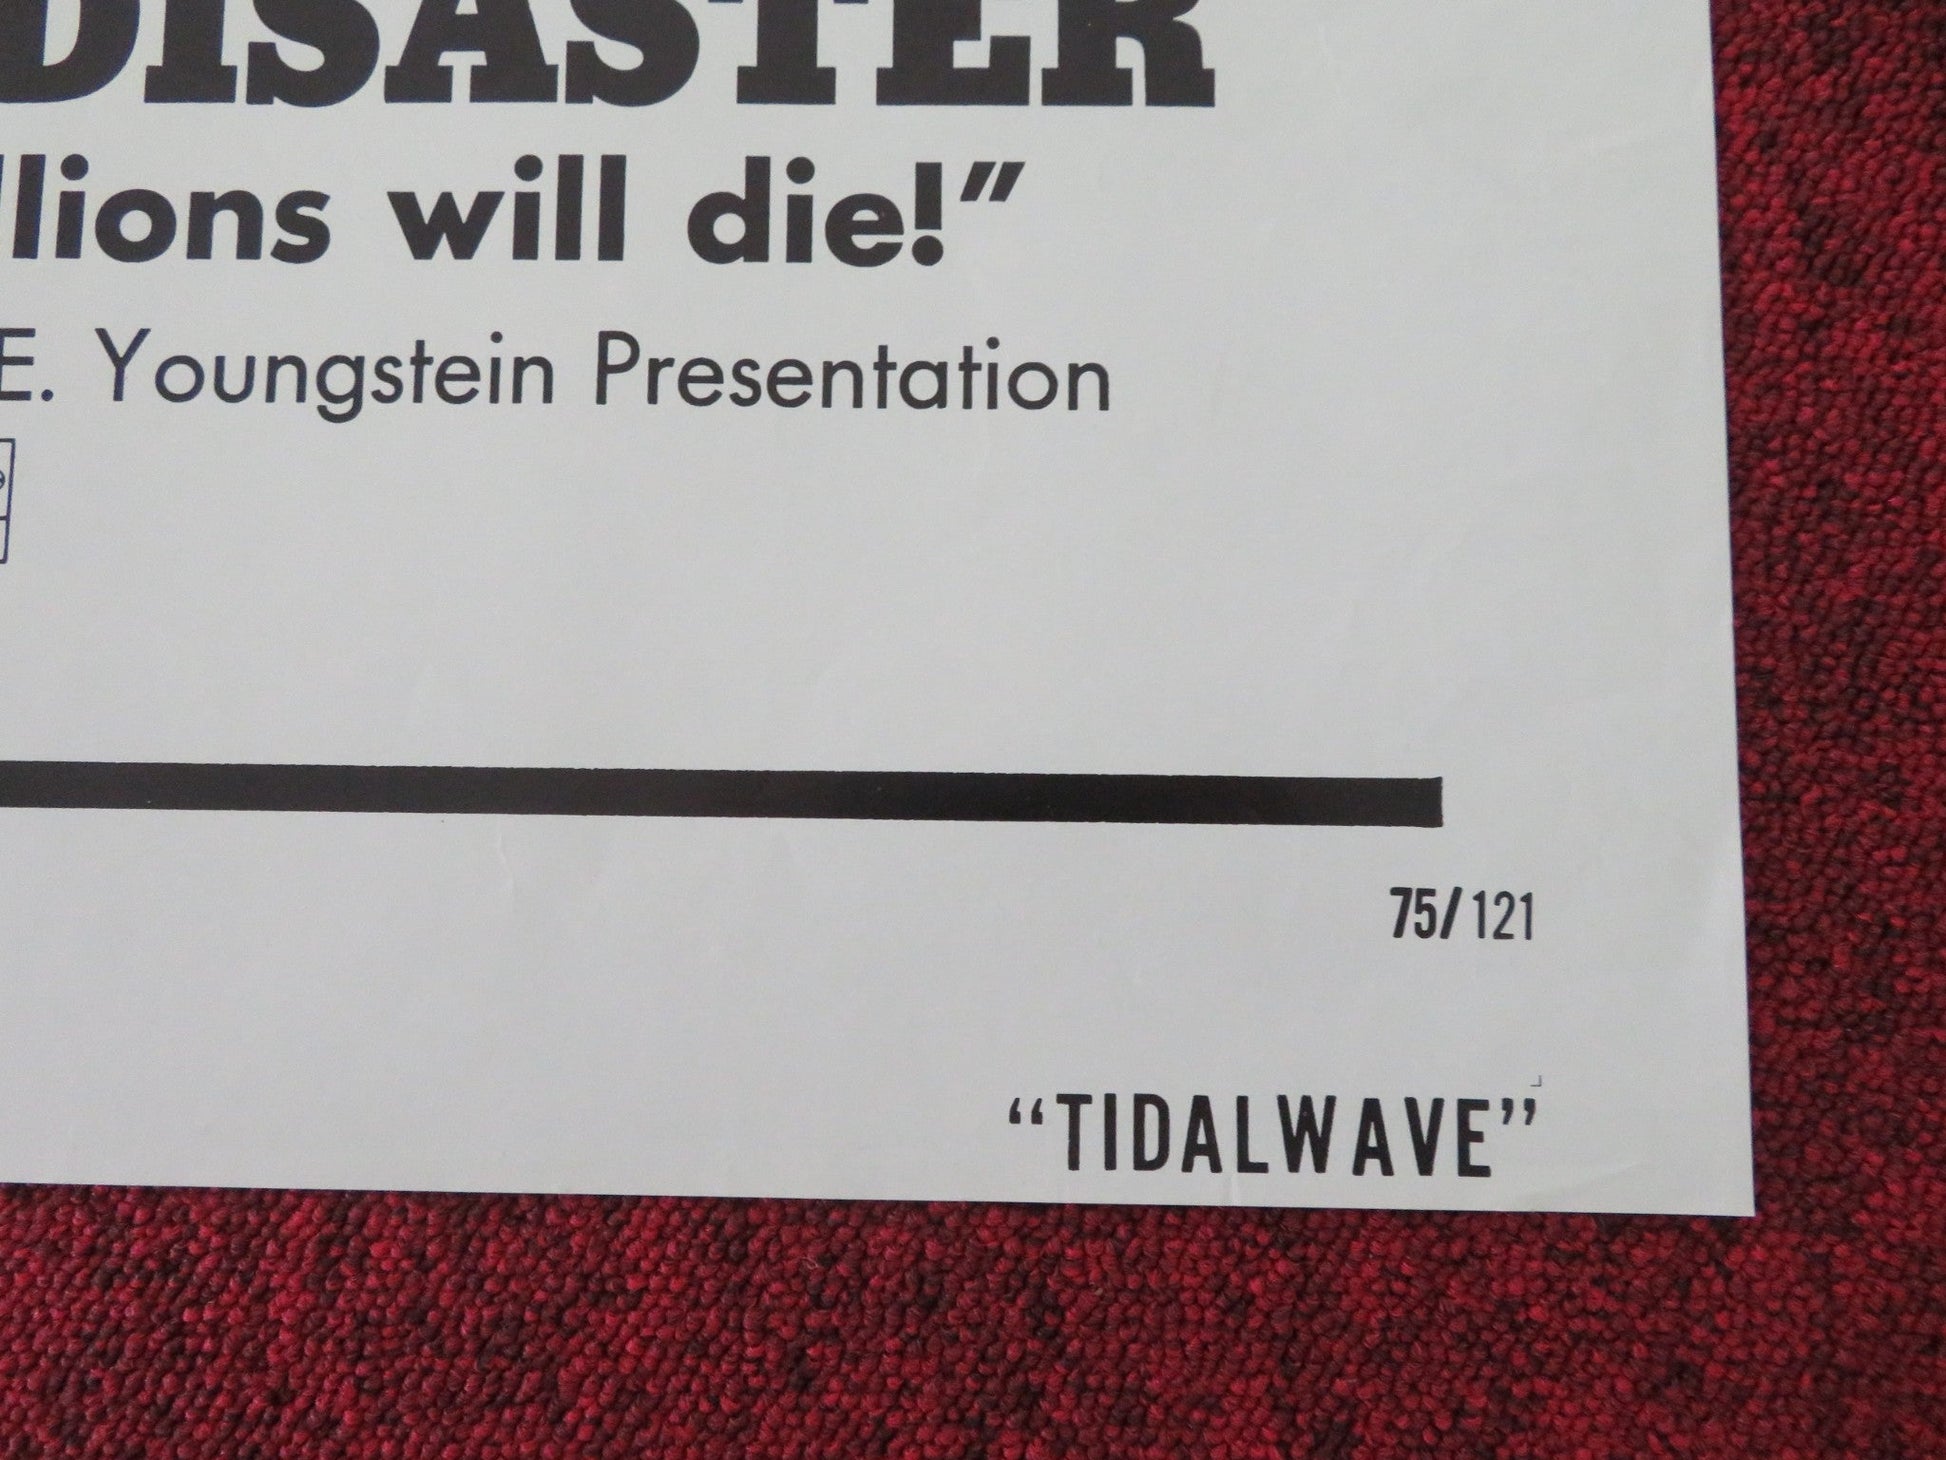 DISASTER
llions will die!”
E. Youngstein Presentation
75/121
“TIDALWAVE”